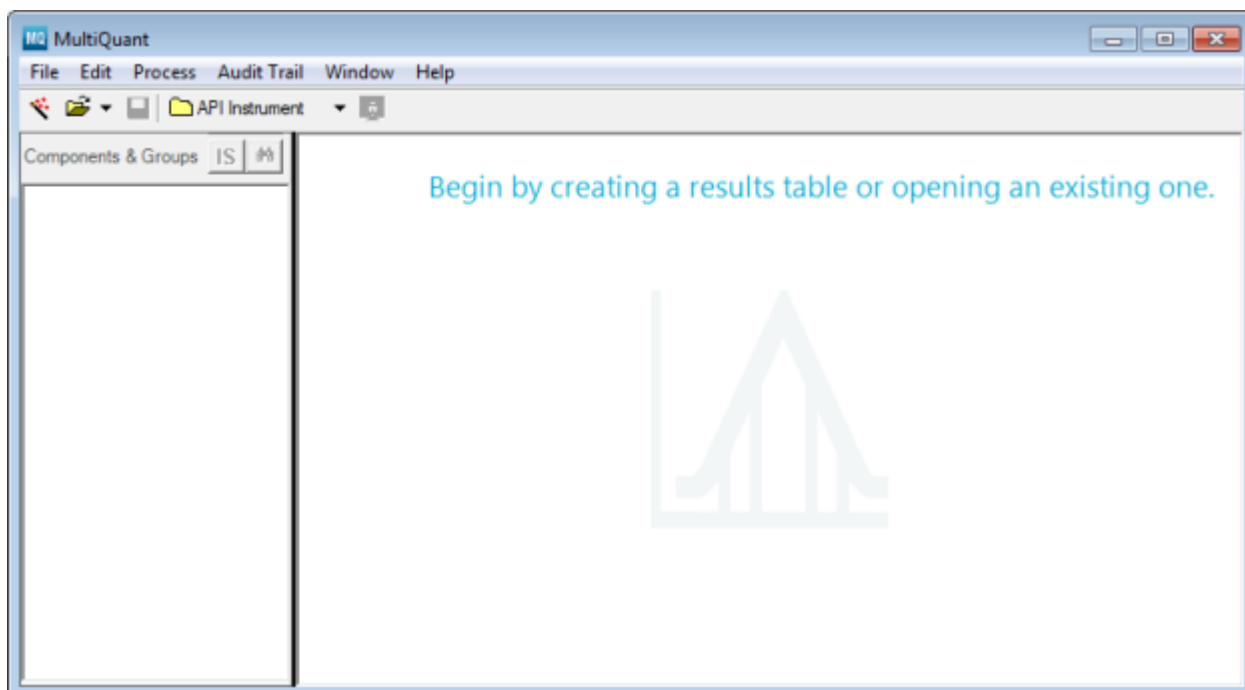 MQ MultiQuant
File Edit Process Audit Trail Window Help
API Instrument
Components & Groups IS
Begin by creating a results table or opening an existing one.